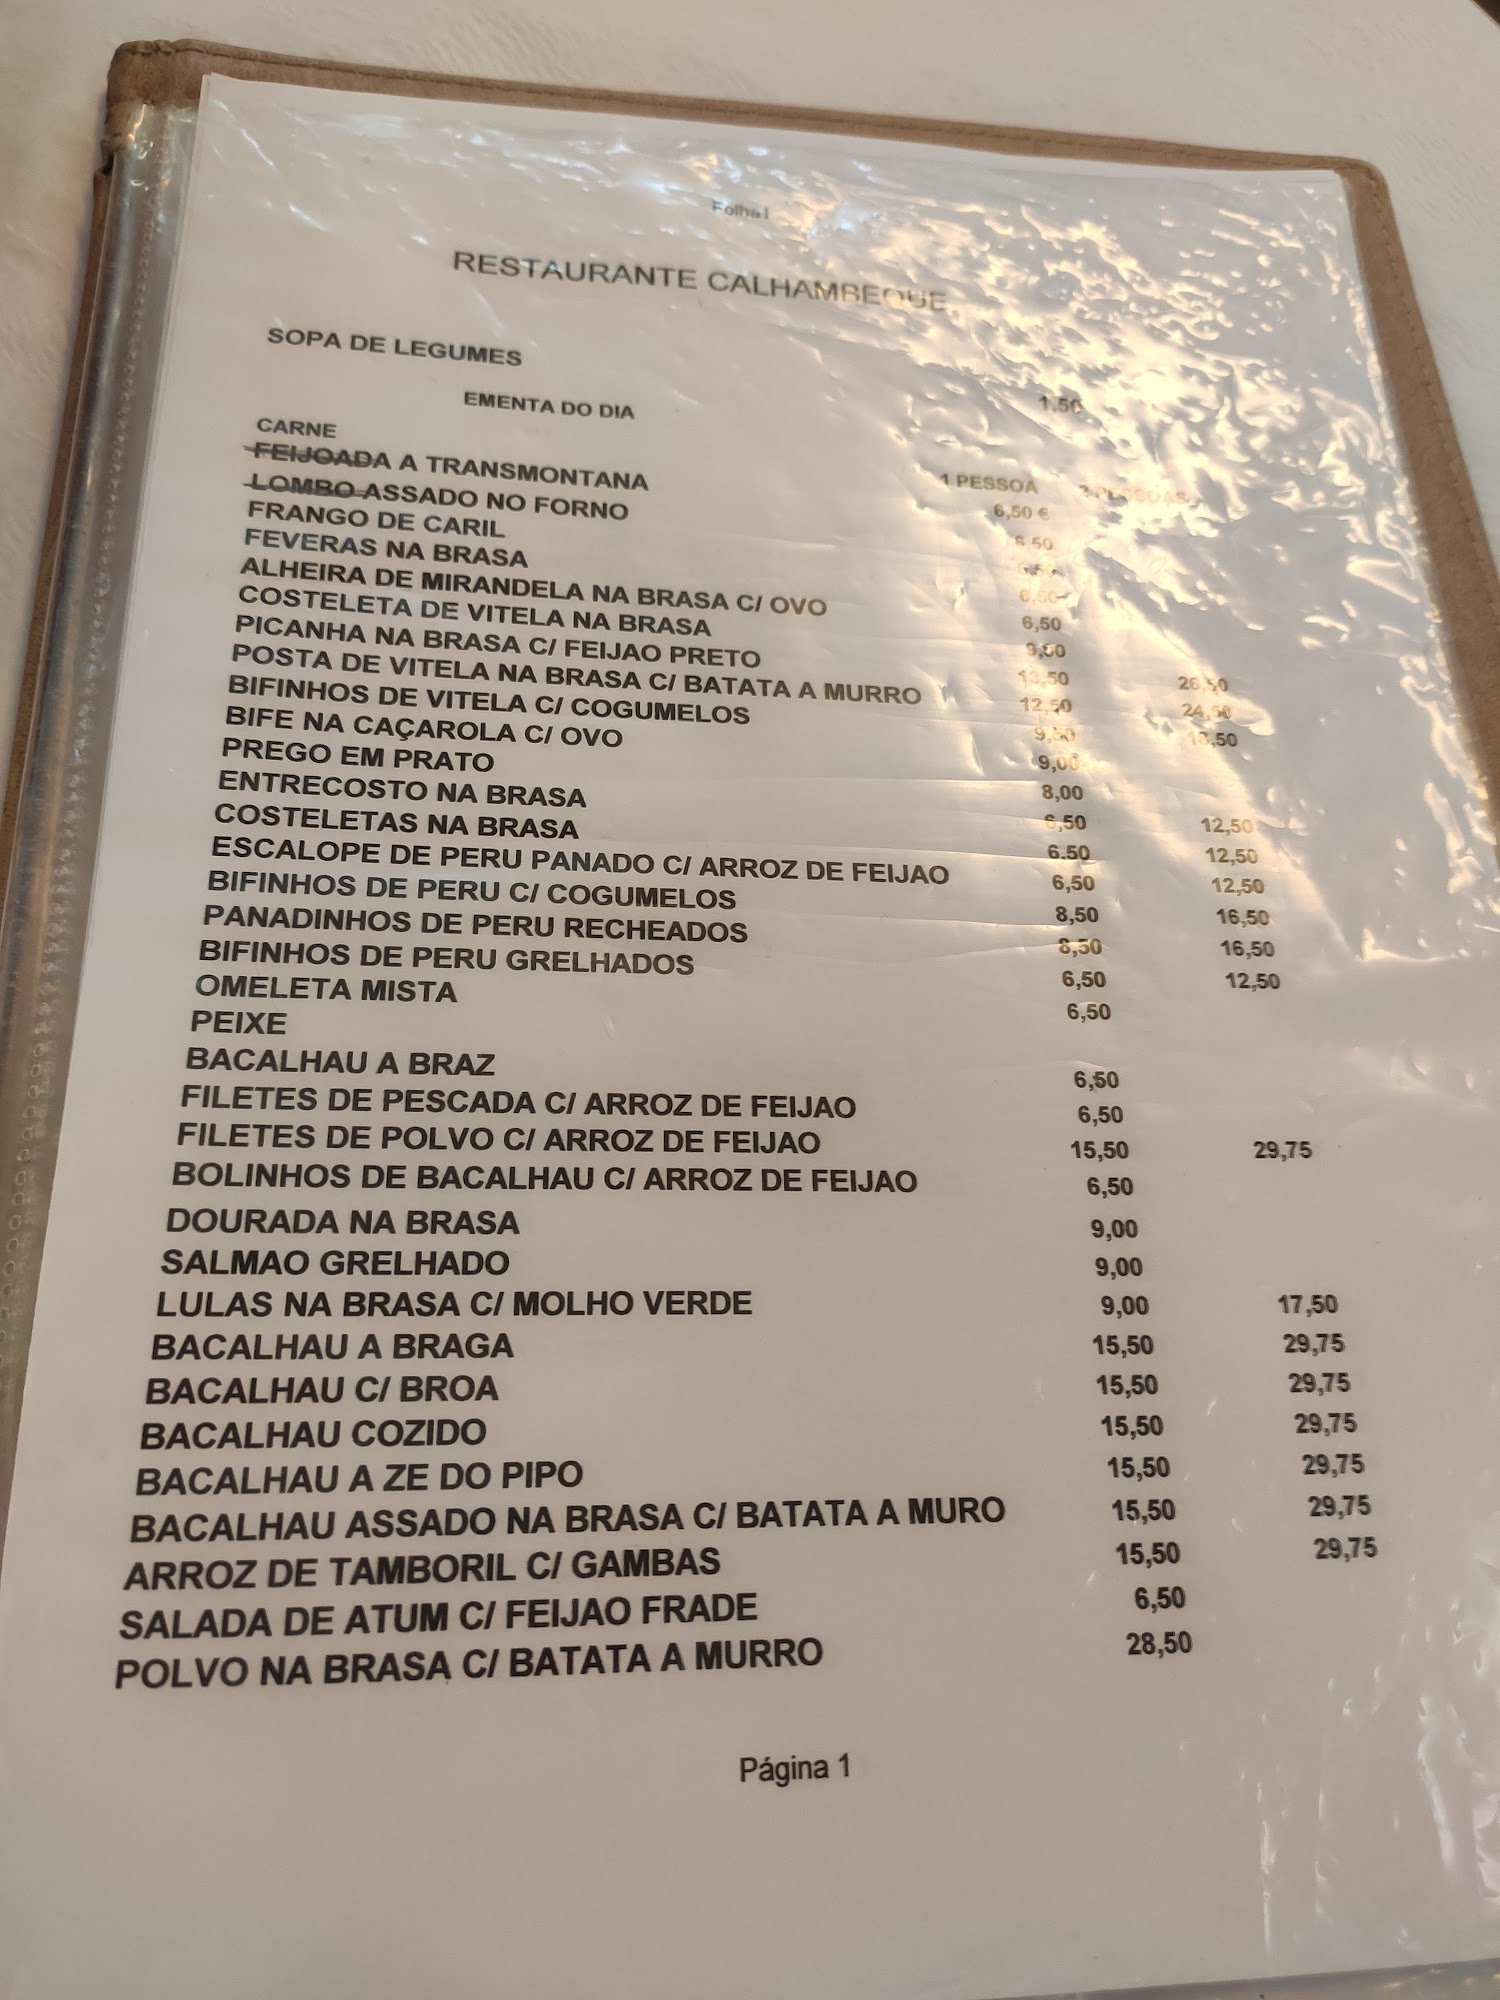 Folha1
RESTAURANTE CALHAMBEQUE
SOPA DE LEGUMES 1,50
EMENTA DO DIA
CARNE 1 PESSOA 2 PESSOAS
FEIJOADA A TRANSMONTANA 6,50 €
LOMBO ASSADO NO FORNO 6,50
FRANGO DE CARIL
FEVERAS NA BRASA 6,50
ALHEIRA DE MIRANDELA NA BRASA C/ OVO 6,50
COSTELETA DE VITELA NA BRASA 9,50
PICANHA NA BRASA C/ FEIJAO PRETO 13,50 26,50
POSTA DE VITELA NA BRASA C/ BATATA A MURRO 12,50 24,50
BIFINHOS DE VITELA C/ COGUMELOS 9,50 18,50
BIFE NA CAÇAROLA C/ OVO 9,00
PREGO EM PRATO 8,00
ENTRECOSTO NA BRASA 6,50 12,50
COSTELETAS NA BRASA 6.50 12,50
ESCALOPE DE PERU PANADO C/ ARROZ DE FEIJAO 6,50 12,50
BIFINHOS DE PERU C/ COGUMELOS 8,50 16,50
PANADINHOS DE PERU RECHEADOS 8,50 16,50
BIFINHOS DE PERU GRELHADOS 6,50 12,50
OMELETA MISTA 6,50
PEIXE
BACALHAU A BRAZ 6,50
FILETES DE PESCADA C/ ARROZ DE FEIJAO 6,50
FILETES DE POLVO C/ ARROZ DE FEIJAO 15,50 29,75
BOLINHOS DE BACALHAU C/ ARROZ DE FEIJAO 6,50
DOURADA NA BRASA 9,00
SALMAO GRELHADO 9,00
LULAS NA BRASA C/ MOLHO VERDE 9,00 17,50
BACALHAU A BRAGA 15,50 29,75
BACALHAU C/ BROA 15,50 29,75
BACALHAU COZIDO 15,50 29,75
BACALHAU A ZE DO PIPO 15,50 29,75
BACALHAU ASSADO NA BRASA C/ BATATA A MURO 15,50 29,75
ARROZ DE TAMBORIL C/ GAMBAS 15,50 29,75
SALADA DE ATUM C/ FEIJAO FRADE 6,50
POLVO NA BRASA C/ BATATA A MURRO 28,50
Página 1